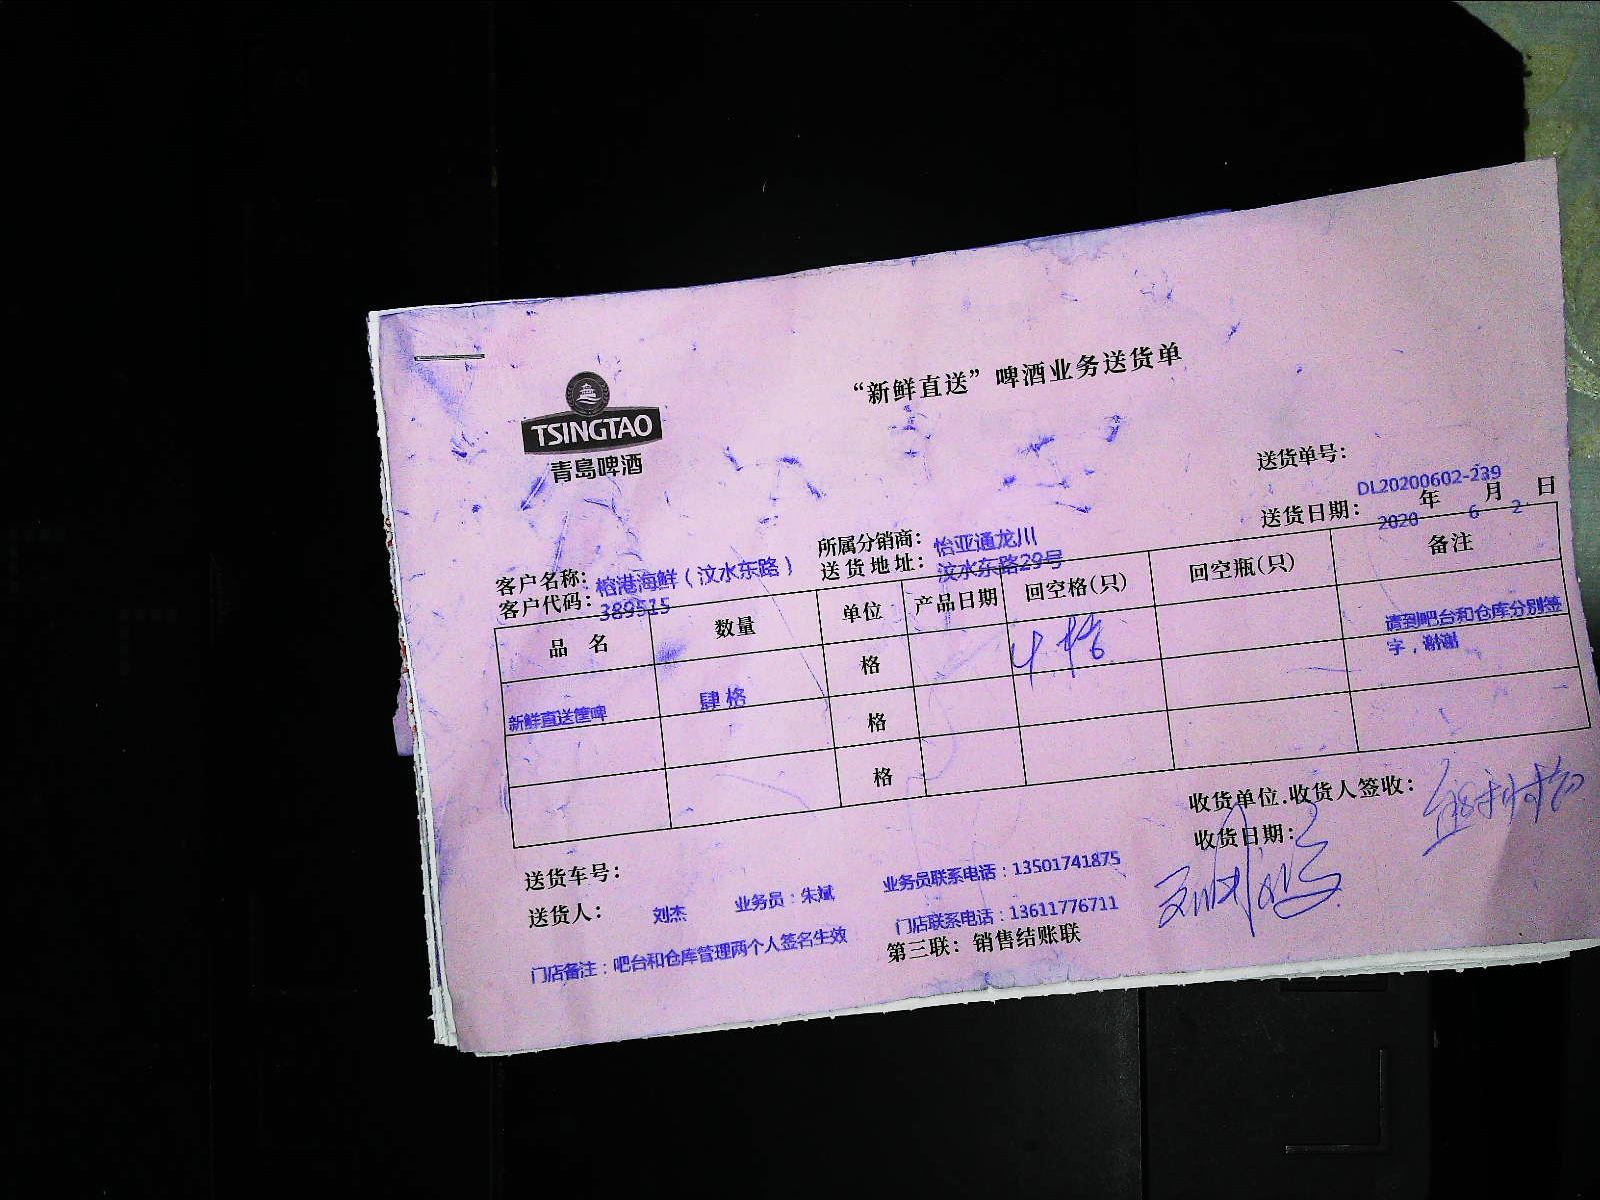 “新鲜直送”啤酒业务送货单
TSINGTAO
青岛啤酒
送货单号：
DL20200602-239
送货日期： 2020 年 6 月 2 日
所属分销商： 怡亚通龙川
客户名称： 榕港海鲜（汶水东路）
送货地址： 汶水东路29号
客户代码： 389515
品 名 数量 单位 产品日期 回空格(只) 回空瓶(只) 备注
新鲜直送筐啤 肆格 格 4格 请到吧台和仓库分别签
字，谢谢
格
格
收货单位.收货人签收：
收货日期：
送货车号：
送货人： 刘杰 业务员：朱斌 业务员联系电话：13501741875
门店联系电话：13611776711
门店备注：吧台和仓库管理两个人签名生效
第三联：销售结账联